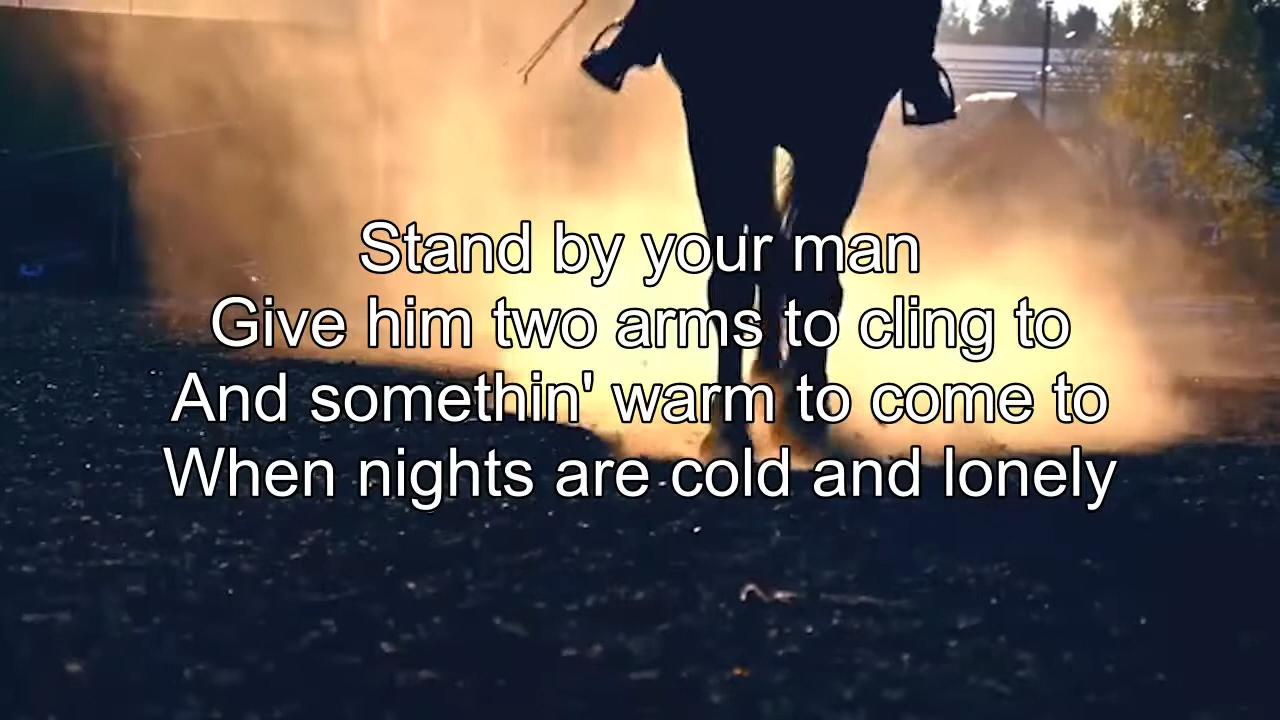 Stand by your man
Give him two arms to cling to
And somethin' warm to come to
When nights are cold and lonely